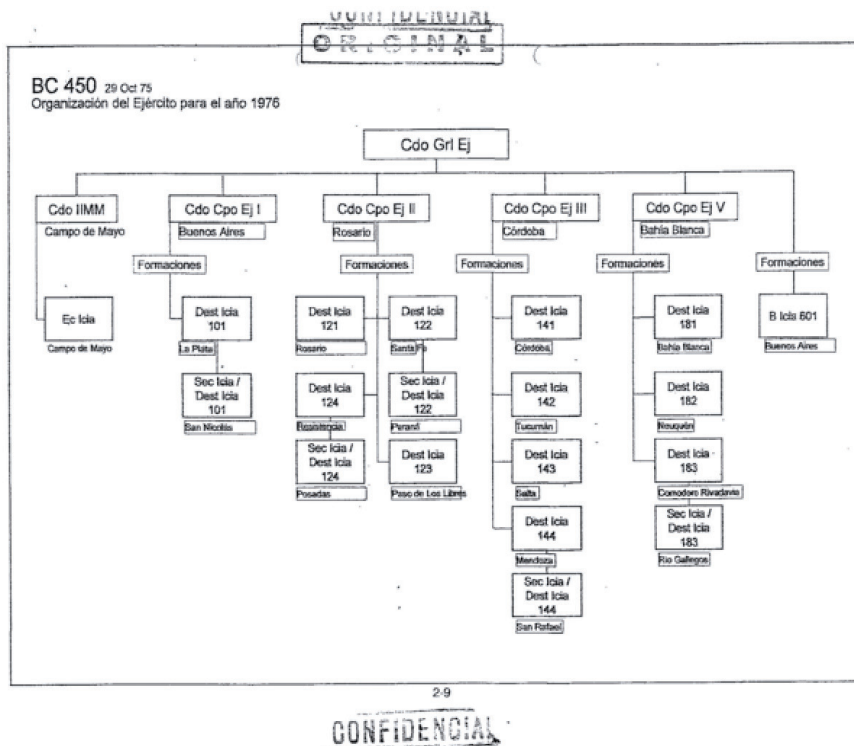 CONFIDENCIAL
ORIGINAL
BC 450 29 Oct 75
Organización del Ejército para el año 1976
Cdo Grl Ej
Cdo IIMM
Campo de Mayo
Cdo Cpo Ej I
Buenos Aires
Cdo Cpo Ej II
Rosario
Cdo Cpo Ej III
Córdoba
Cdo Cpo Ej V
Bahía Blanca
Formaciones
Formaciones
Formaciones
Formaciones
Formaciones
Ec Icia
Campo de Mayo
Dest Icia
101
La Plata
Sec Icia /
Dest Icia
101
San Nicolás
Dest Icia
121
Rosario
Dest Icia
122
Santa Fe
Dest Icia
124
Resistencia
Sec Icia /
Dest Icia
122
Paraná
Sec Icia /
Dest Icia
124
Posadas
Dest Icia
123
Paso de Los Libres
Dest Icia
141
Córdoba
Dest Icia
142
Tucumán
Dest Icia
143
Salta
Dest Icia
144
Mendoza
Sec Icia /
Dest Icia
144
San Rafael
Dest Icia
181
Bahía Blanca
Dest Icia
182
Neuquén
Dest Icia
183
Comodoro Rivadavia
Sec Icia /
Dest Icia
183
Rio Gallegos
B Icia 601
Buenos Aires
2-9
CONFIDENCIAL